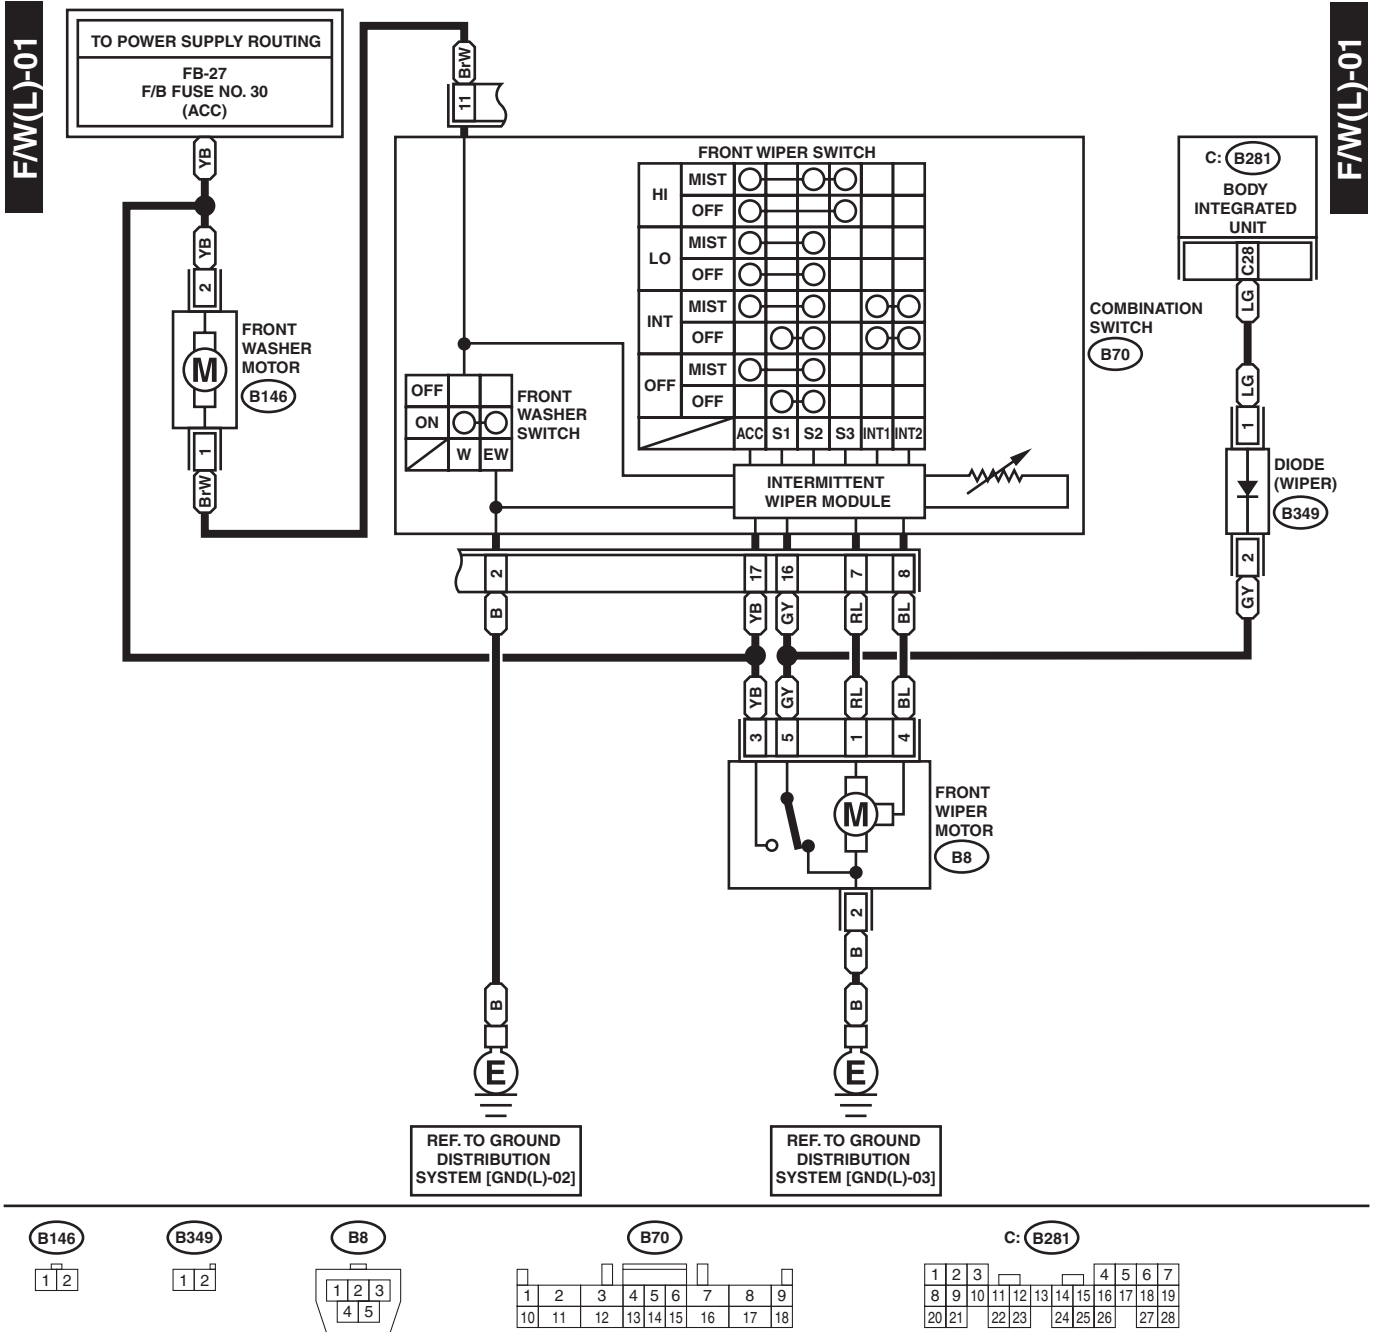 F/W(L)-01
F/W(L)-01
TO POWER SUPPLY ROUTING
FB-27
F/B FUSE NO. 30
(ACC)
YB
YB
2
M
FRONT
WASHER
MOTOR
B146
1
BrW
BrW
11
FRONT WIPER SWITCH
HI
MIST
OFF
LO
MIST
OFF
INT
MIST
OFF
OFF
MIST
OFF
ACC S1 S2 S3 INT1 INT2
INTERMITTENT
WIPER MODULE
OFF
ON
W EW
FRONT
WASHER
SWITCH
COMBINATION
SWITCH
B70
C: B281
BODY
INTEGRATED
UNIT
C28
LG
LG
1
DIODE
(WIPER)
B349
2
GY
2 17 16 7 8
B YB GY RL BL
YB GY RL BL
3 5 1 4
M
FRONT
WIPER
MOTOR
B8
2
B
B B
E E
REF. TO GROUND
DISTRIBUTION
SYSTEM [GND(L)-02]
REF. TO GROUND
DISTRIBUTION
SYSTEM [GND(L)-03]
B146
1 2
B349
1 2
B8
1 2 3
4 5
B70
1 2 3 4 5 6 7 8 9
10 11 12 13 14 15 16 17 18
C: B281
1 2 3 4 5 6 7
8 9 10 11 12 13 14 15 16 17 18 19
20 21 22 23 24 25 26 27 28